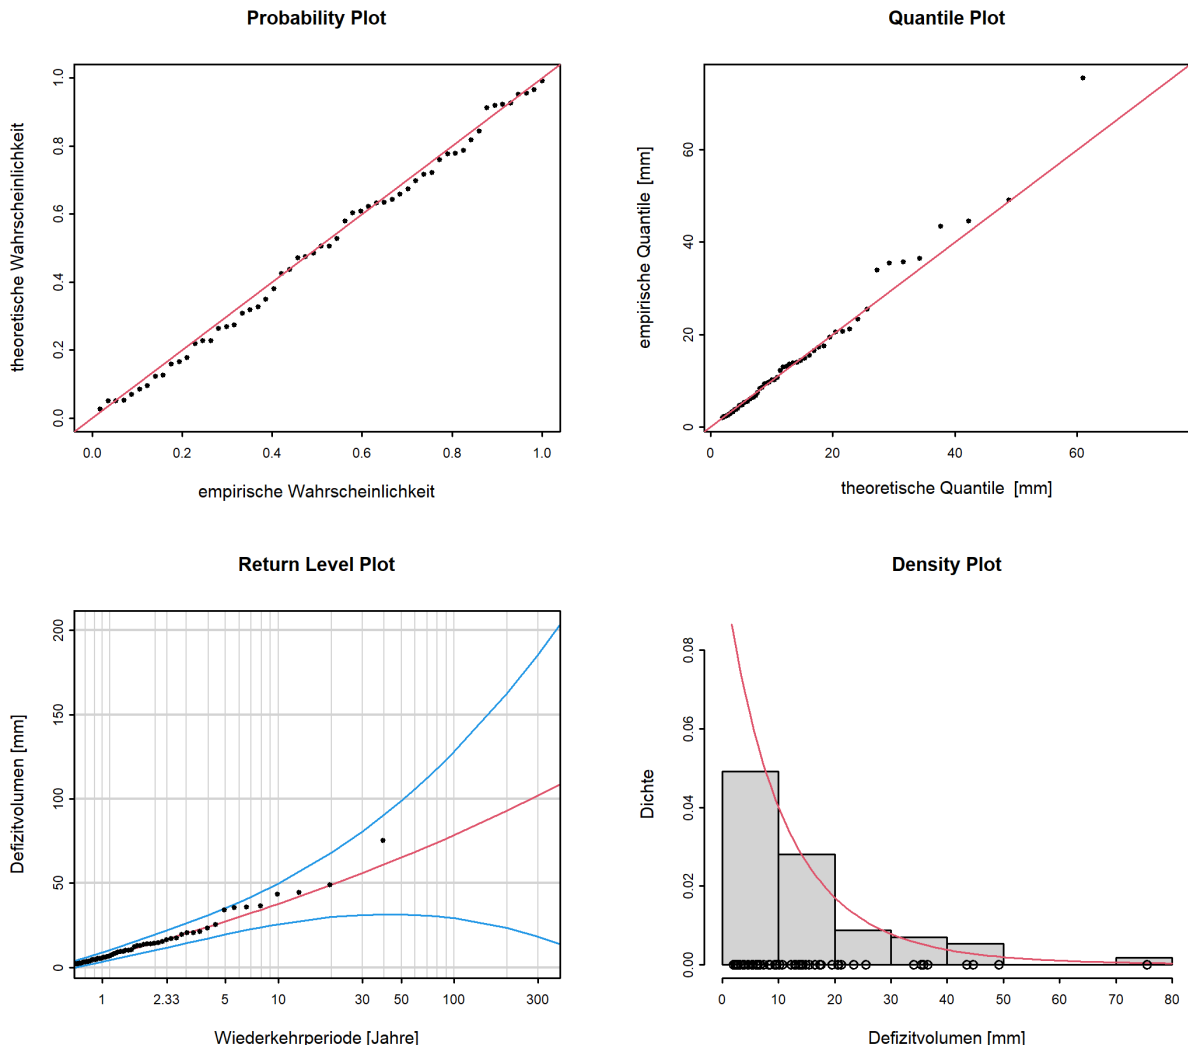 Probability Plot
theoretische Wahrscheinlichkeit
0.0 0.2 0.4 0.6 0.8 1.0
0.0 0.2 0.4 0.6 0.8 1.0
empirische Wahrscheinlichkeit
Quantile Plot
empirische Quantile [mm]
0 20 40 60
0 20 40 60
theoretische Quantile [mm]
Return Level Plot
Defizitvolumen [mm]
0 50 100 150 200
1 2.33 5 10 30 50 100 300
Wiederkehrperiode [Jahre]
Density Plot
Dichte
0.00 0.02 0.04 0.06 0.08
0 10 20 30 40 50 60 70 80
Defizitvolumen [mm]